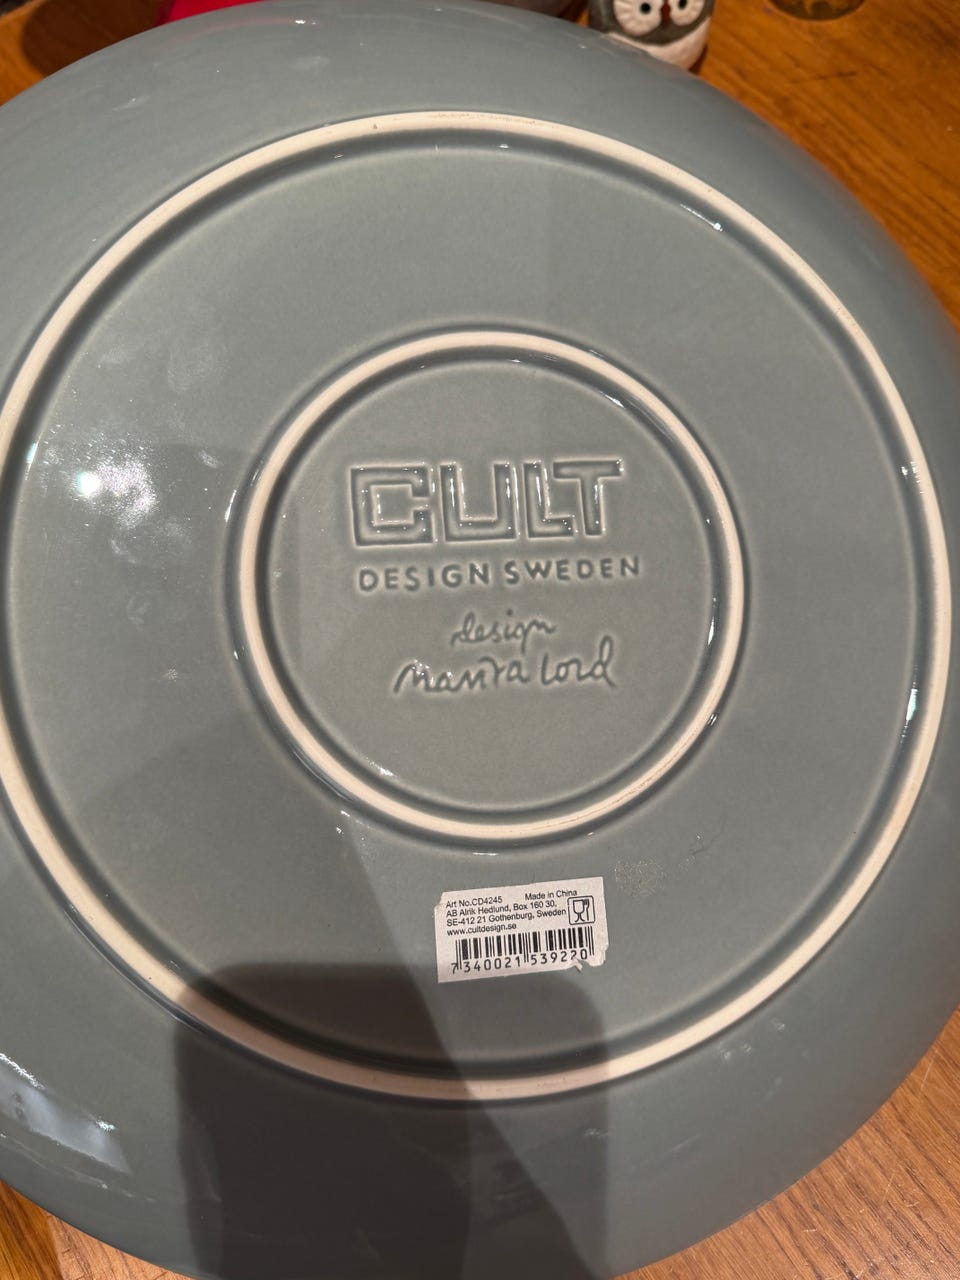 CULT
DESIGN SWEDEN
design
Manya Lord
Art No.CD4245 Made in China
AB Alrik Hedlund, Box 160 30,
SE-412 21 Gothenburg, Sweden
www.cultdesign.se
7 340021 539220